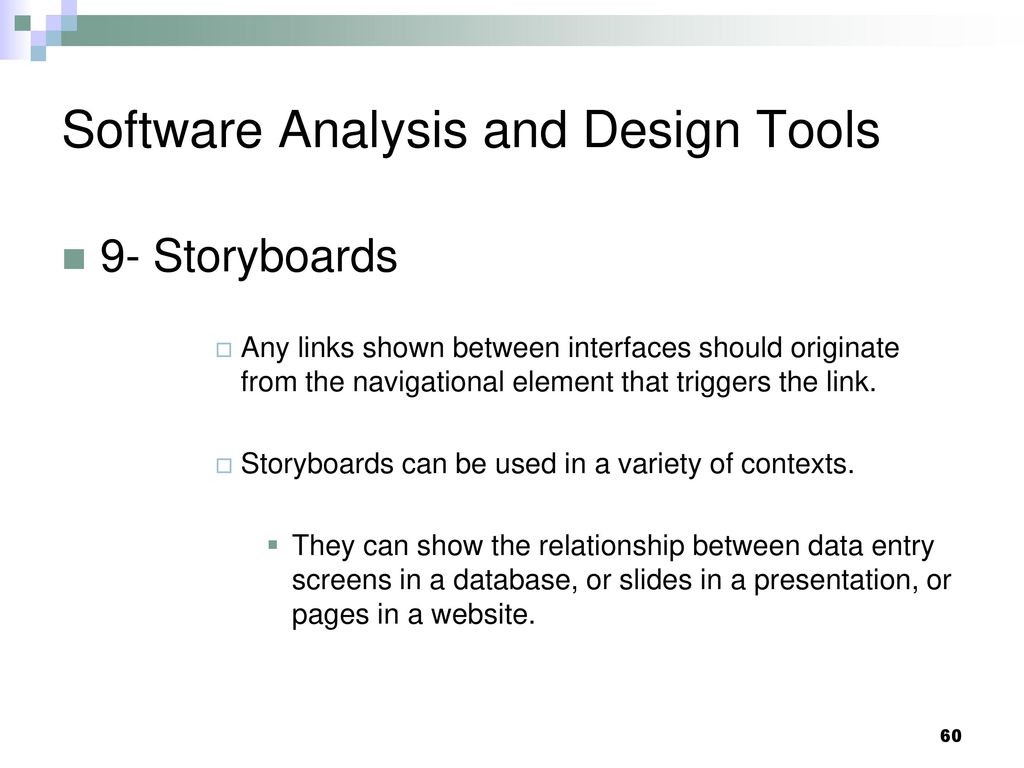 Software Analysis and Design Tools
9- Storyboards
Any links shown between interfaces should originate
from the navigational element that triggers the link.
Storyboards can be used in a variety of contexts.
They can show the relationship between data entry
screens in a database, or slides in a presentation, or
pages in a website.
60